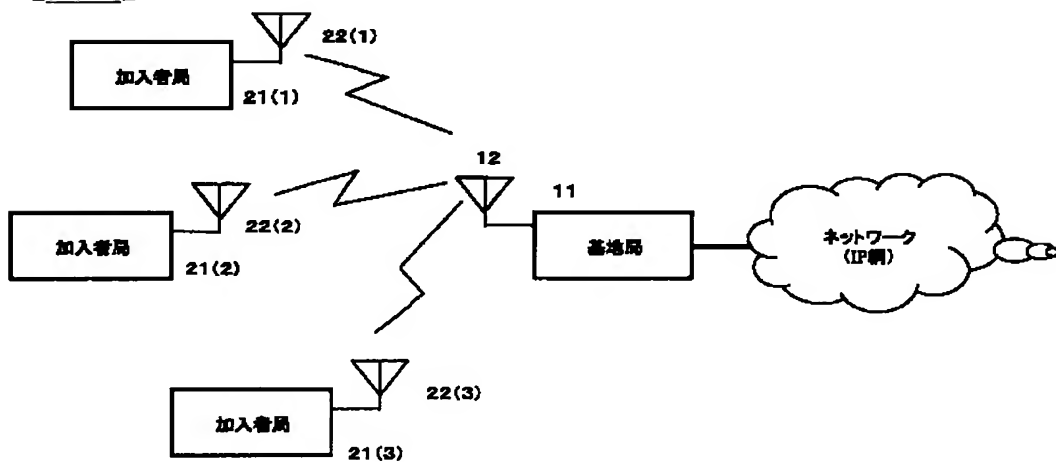 22(1)
加入者局
21(1)
12
11
22(2)
加入者局
21(2)
基地局
ネットワーク
(IP網)
22(3)
加入者局
21(3)